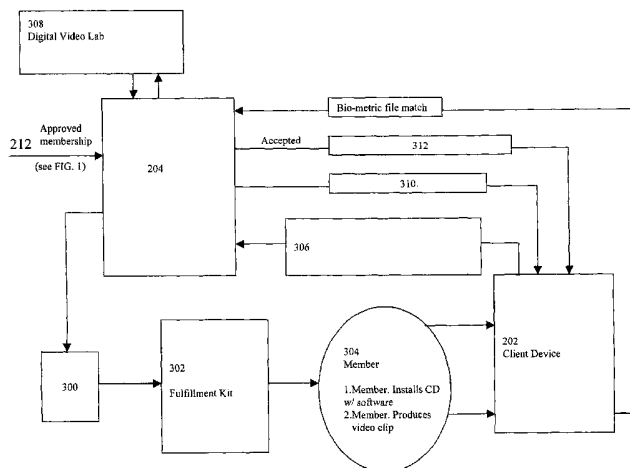 308
Digital Video Lab
Bio-metric file match
212
Approved
membership
(see FIG. 1)
204
Accepted
312
310.
306
300
302
Fulfillment Kit
304
Member
1.Member. Installs CD
w/ software
2.Member. Produces
video clip
202
Client Device